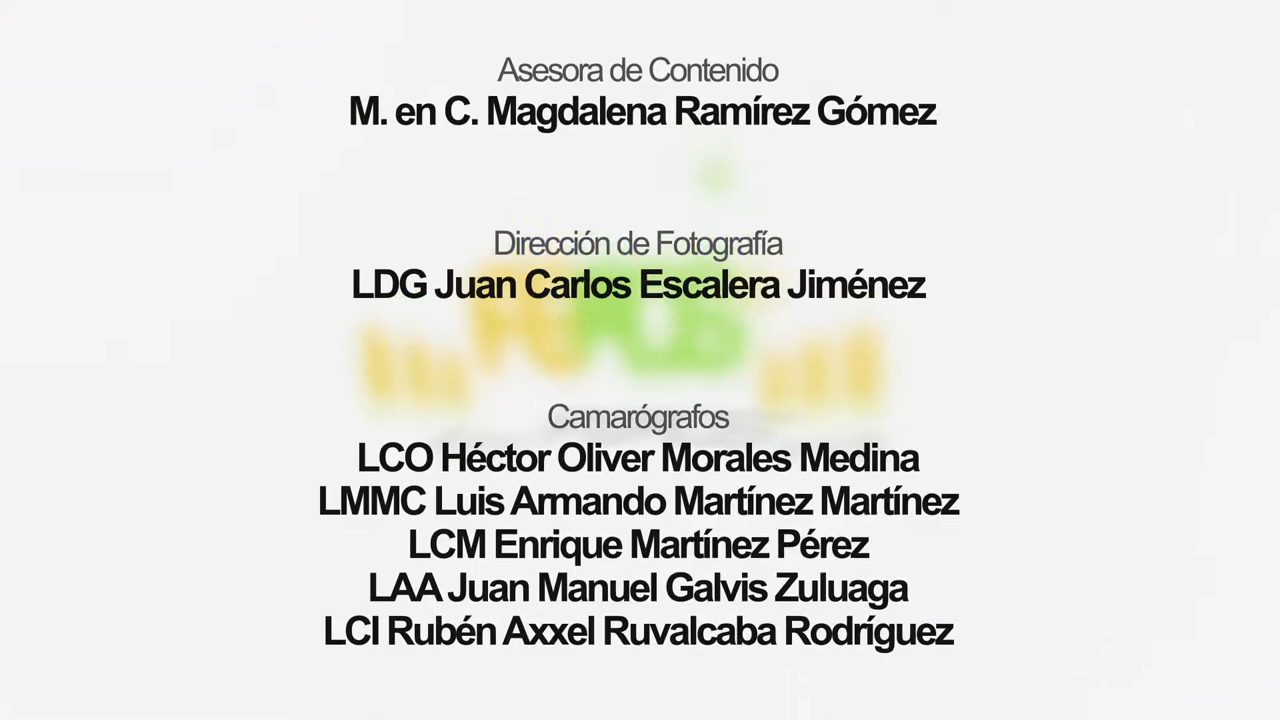 Asesora de Contenido
M. en C. Magdalena Ramírez Gómez
Dirección de Fotografía
LDG Juan Carlos Escalera Jiménez
Camarógrafos
LCO Héctor Oliver Morales Medina
LMMC Luis Armando Martínez Martínez
LCM Enrique Martínez Pérez
LAA Juan Manuel Galvis Zuluaga
LCI Rubén Axxel Ruvalcaba Rodríguez